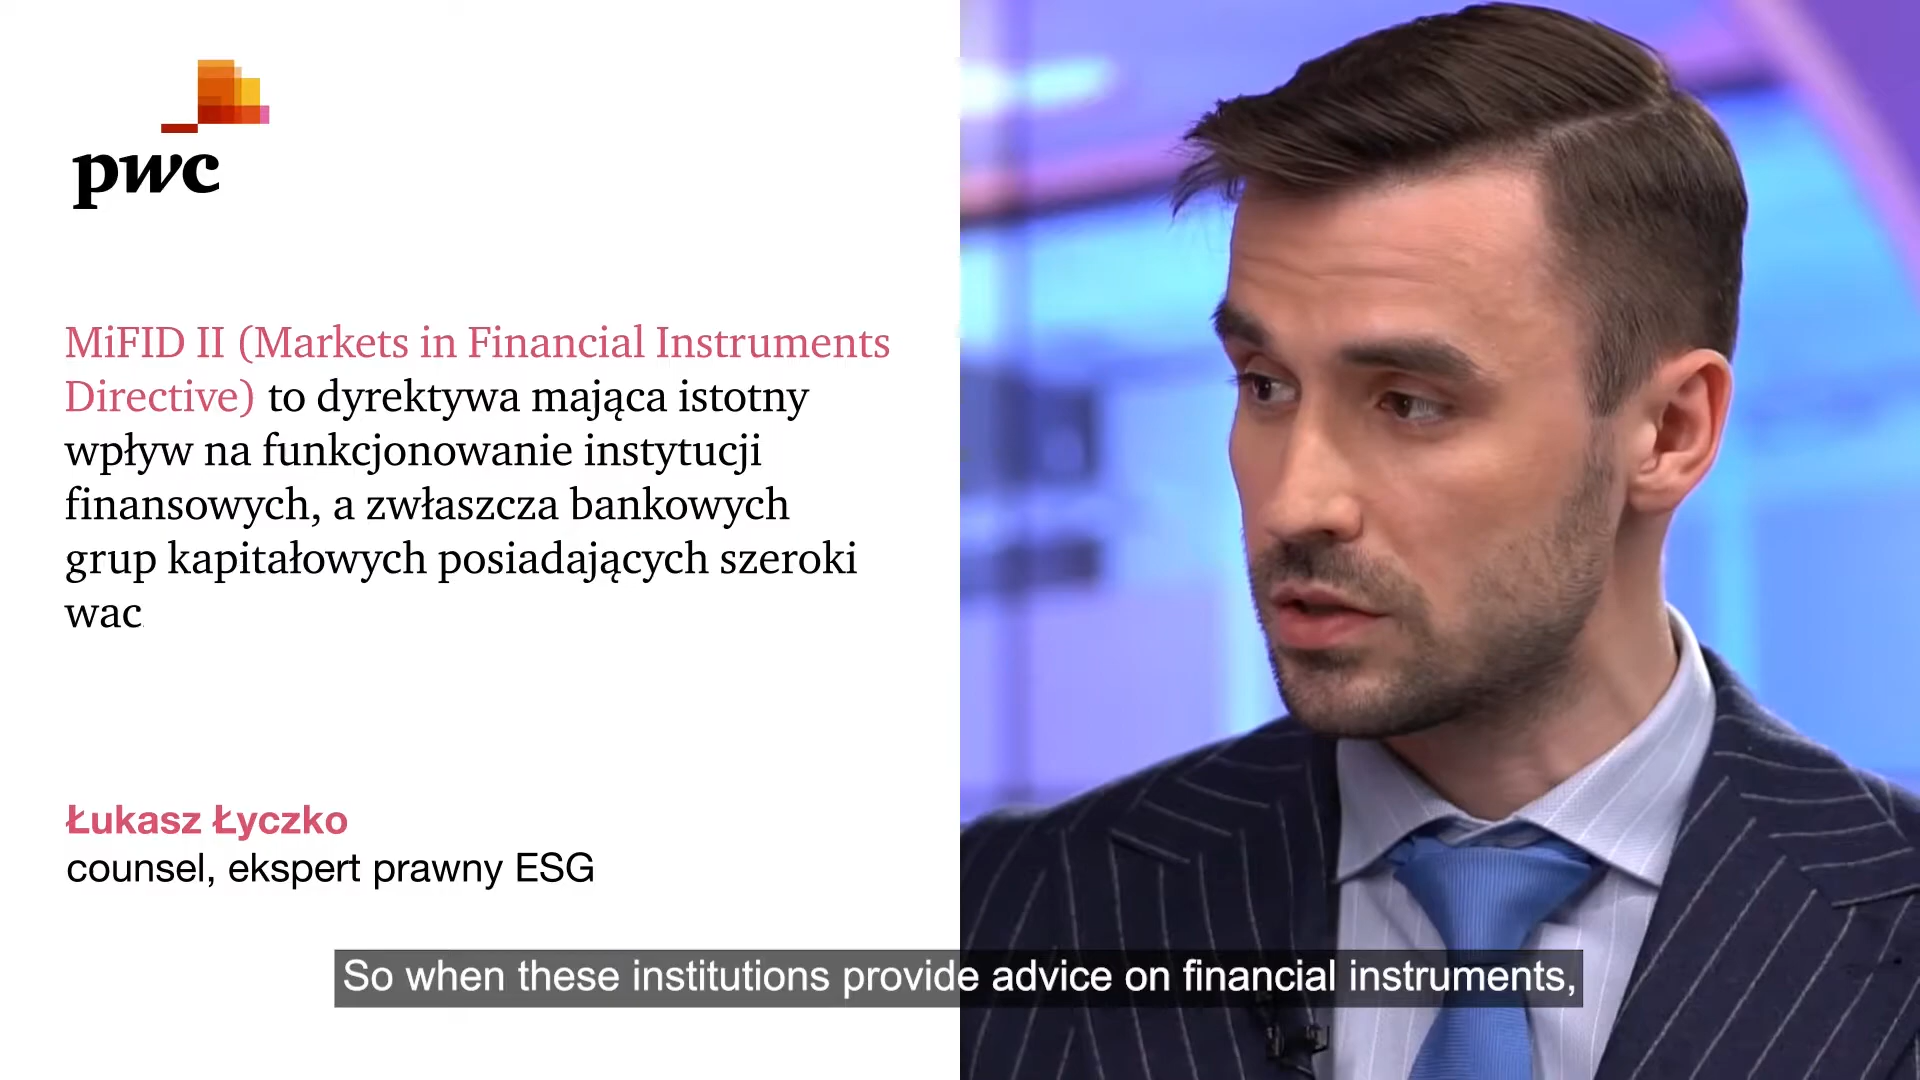 pwc
MiFID II (Markets in Financial Instruments
Directive) to dyrektywa mająca istotny
wpływ na funkcjonowanie instytucji
finansowych, a zwłaszcza bankowych
grup kapitałowych posiadających szeroki
wac
Łukasz Łyczko
counsel, ekspert prawny ESG
So when these institutions provide advice on financial instruments,